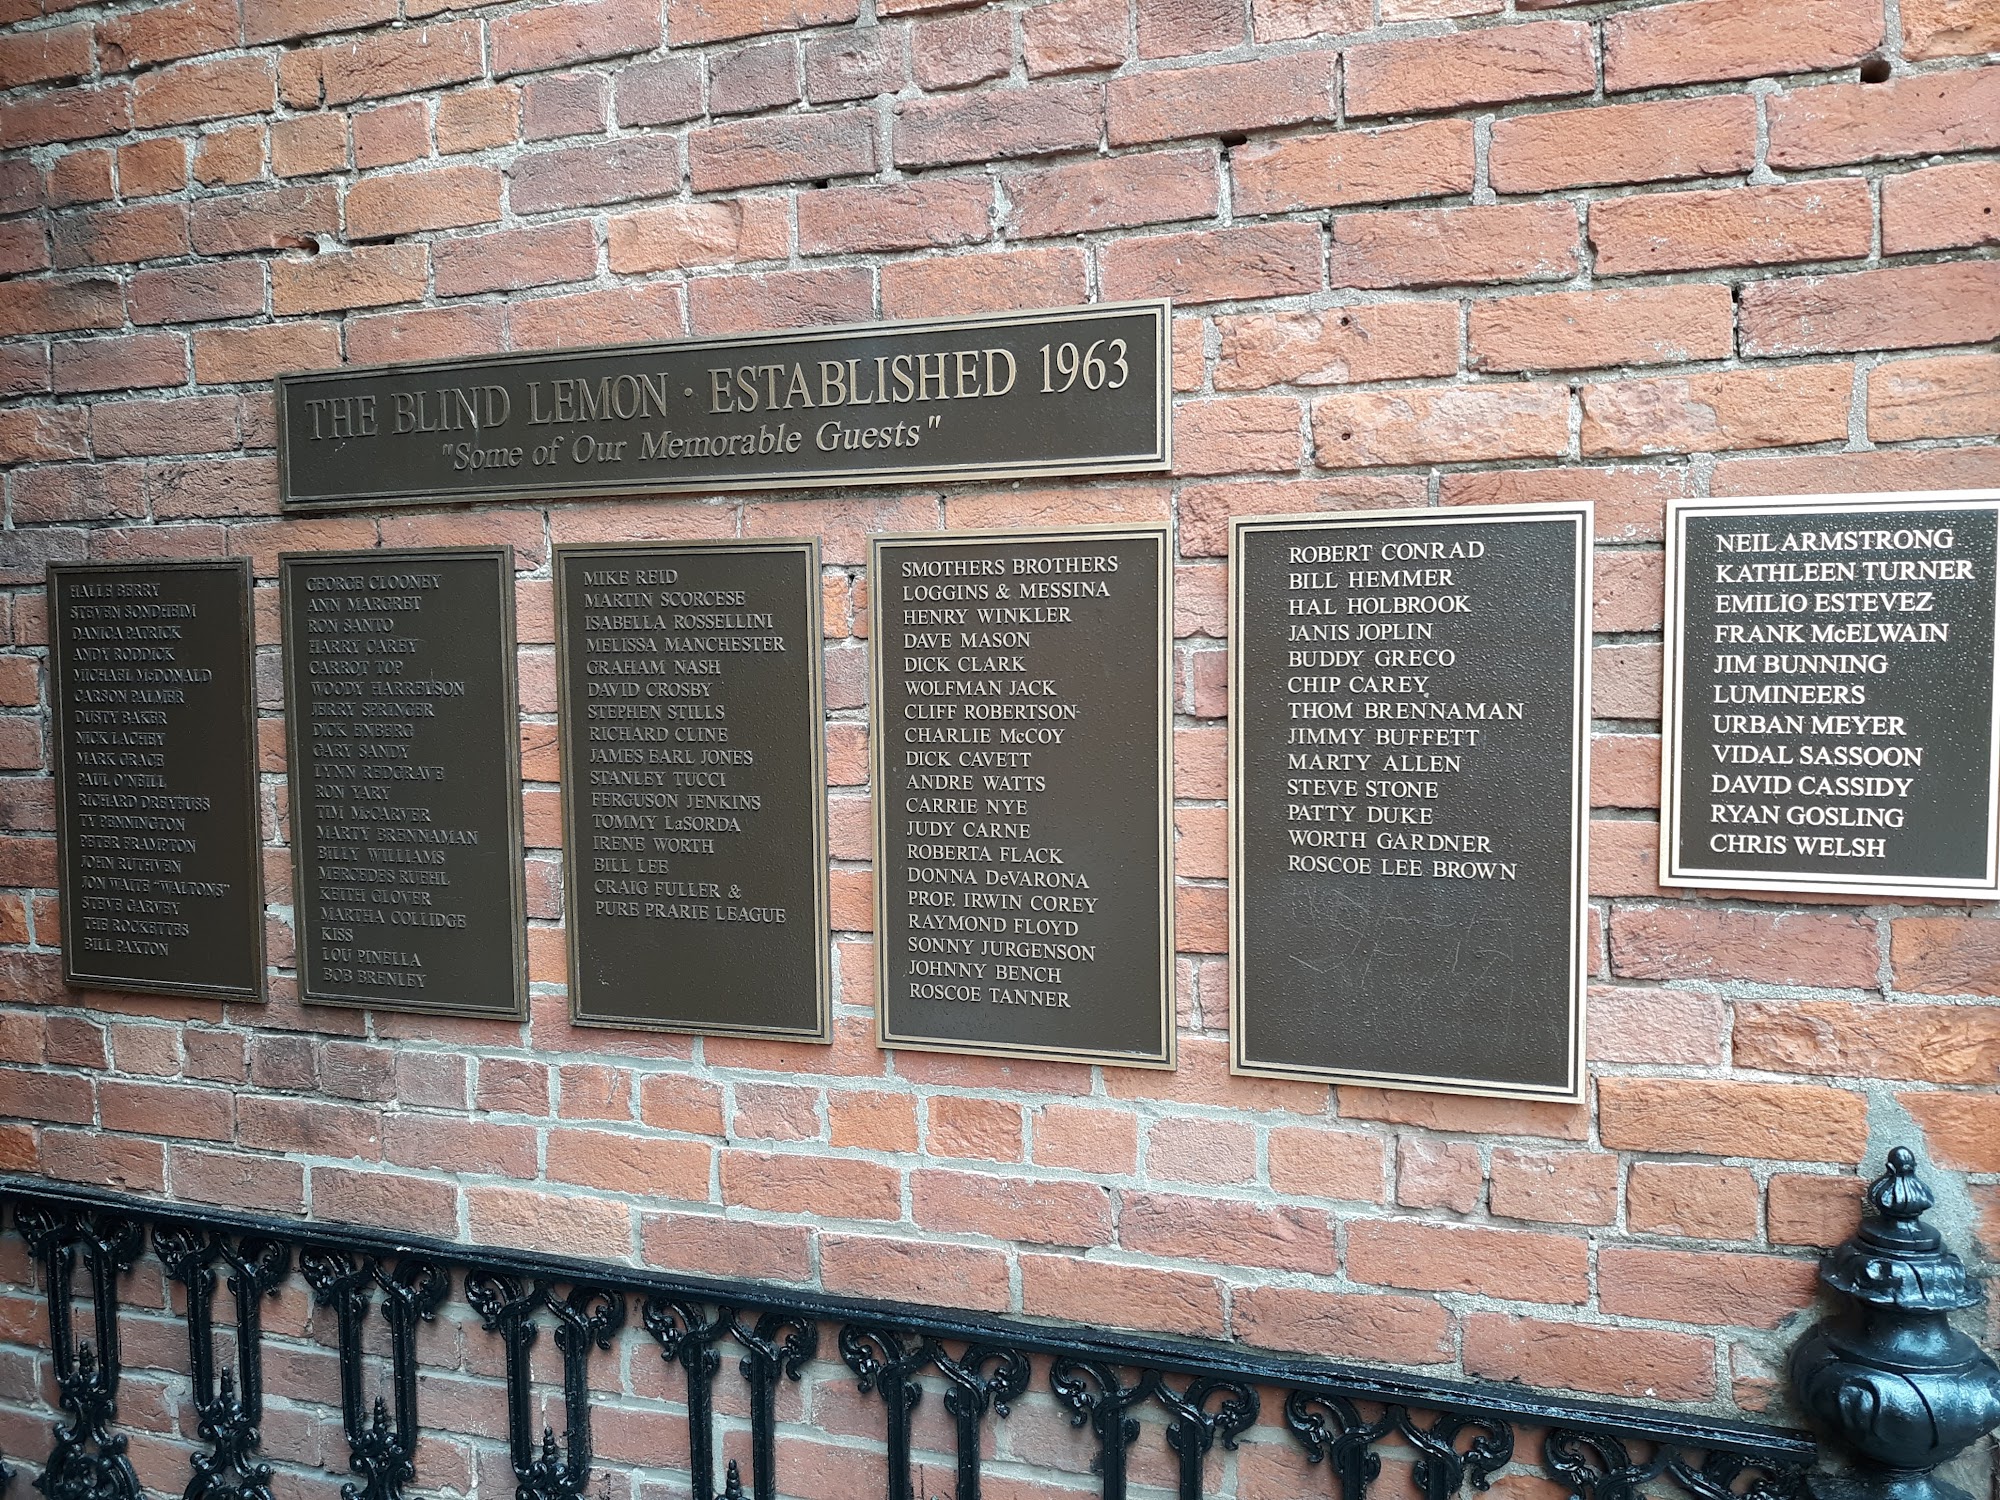 THE BLIND LEMON · ESTABLISHED 1963
"Some of Our Memorable Guests"
HALLE BERRY
STEVEN SONDHEIM
DANICA PATRICK
ANDY RODDICK
MICHAEL McDONALD
CARSON PALMER
DUSTY BAKER
NICK LACHEY
MARK GRACE
PAUL O'NEILL
RICHARD DREYFUSS
TY PENNINGTON
PETER FRAMPTON
JOHN RUTHVEN
JON WAITE "WALTONS"
STEVE GARVEY
THE ROCKETTES
BILL PAXTON
GEORGE CLOONEY
ANN MARGRET
RON SANTO
HARRY CAREY
CARROT TOP
WOODY HARRELSON
JERRY SPRINGER
DICK ENBERG
GARY SANDY
LYNN REDGRAVE
RON YARY
TIM McCARVER
MARTY BRENNAMAN
BILLY WILLIAMS
MERCEDES RUEHL
KEITH GLOVER
MARTHA COLLIDGE
KISS
LOU PINELLA
BOB BRENLEY
MIKE REID
MARTIN SCORCESE
ISABELLA ROSSELLINI
MELISSA MANCHESTER
GRAHAM NASH
DAVID CROSBY
STEPHEN STILLS
RICHARD CLINE
JAMES EARL JONES
STANLEY TUCCI
FERGUSON JENKINS
TOMMY LaSORDA
IRENE WORTH
BILL LEE
CRAIG FULLER &
PURE PRARIE LEAGUE
SMOTHERS BROTHERS
LOGGINS & MESSINA
HENRY WINKLER
DAVE MASON
DICK CLARK
WOLFMAN JACK
CLIFF ROBERTSON
CHARLIE McCOY
DICK CAVETT
ANDRE WATTS
CARRIE NYE
JUDY CARNE
ROBERTA FLACK
DONNA DeVARONA
PROF. IRWIN COREY
RAYMOND FLOYD
SONNY JURGENSON
JOHNNY BENCH
ROSCOE TANNER
ROBERT CONRAD
BILL HEMMER
HAL HOLBROOK
JANIS JOPLIN
BUDDY GRECO
CHIP CAREY
THOM BRENNAMAN
JIMMY BUFFETT
MARTY ALLEN
STEVE STONE
PATTY DUKE
WORTH GARDNER
ROSCOE LEE BROWN
NEIL ARMSTRONG
KATHLEEN TURNER
EMILIO ESTEVEZ
FRANK McELWAIN
JIM BUNNING
LUMINEERS
URBAN MEYER
VIDAL SASSOON
DAVID CASSIDY
RYAN GOSLING
CHRIS WELSH